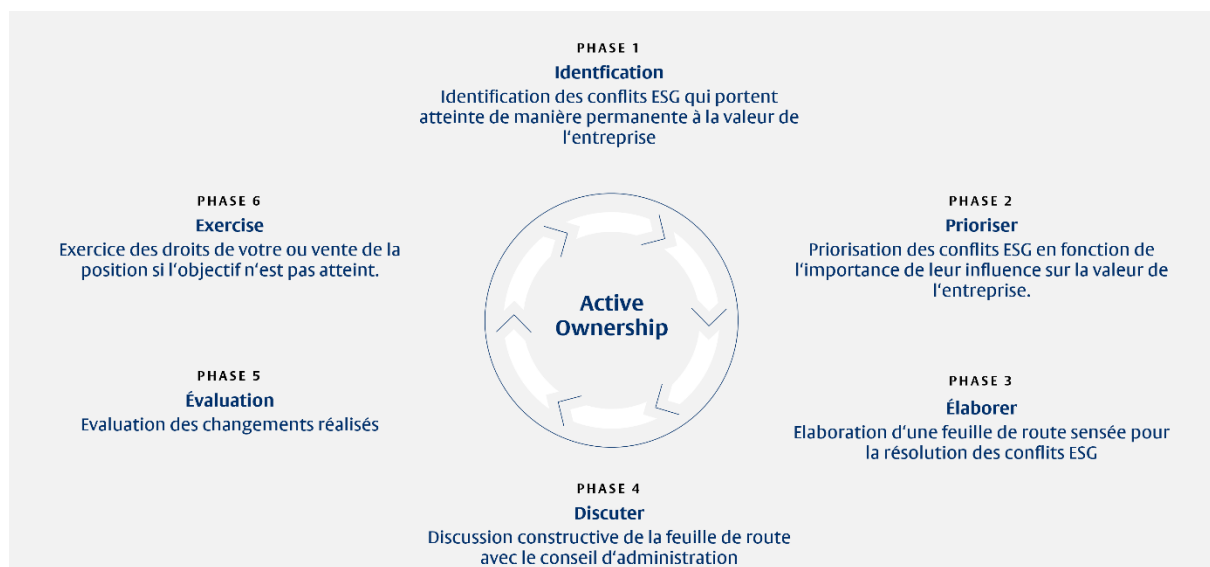 PHASE 1
Identfication
Identification des conflits ESG qui portent
atteinte de manière permanente à la valeur de
l‘entreprise
PHASE 2
Prioriser
Priorisation des conflits ESG en fonction de
l‘importance de leur influence sur la valeur de
l‘entreprise.
PHASE 3
Élaborer
Elaboration d‘une feuille de route sensée pour
la résolution des conflits ESG
PHASE 4
Discuter
Discussion constructive de la feuille de route
avec le conseil d‘administration
PHASE 5
Évaluation
Evaluation des changements réalisés
PHASE 6
Exercise
Exercice des droits de votre ou vente de la
position si l‘objectif n‘est pas atteint.
Active
Ownership